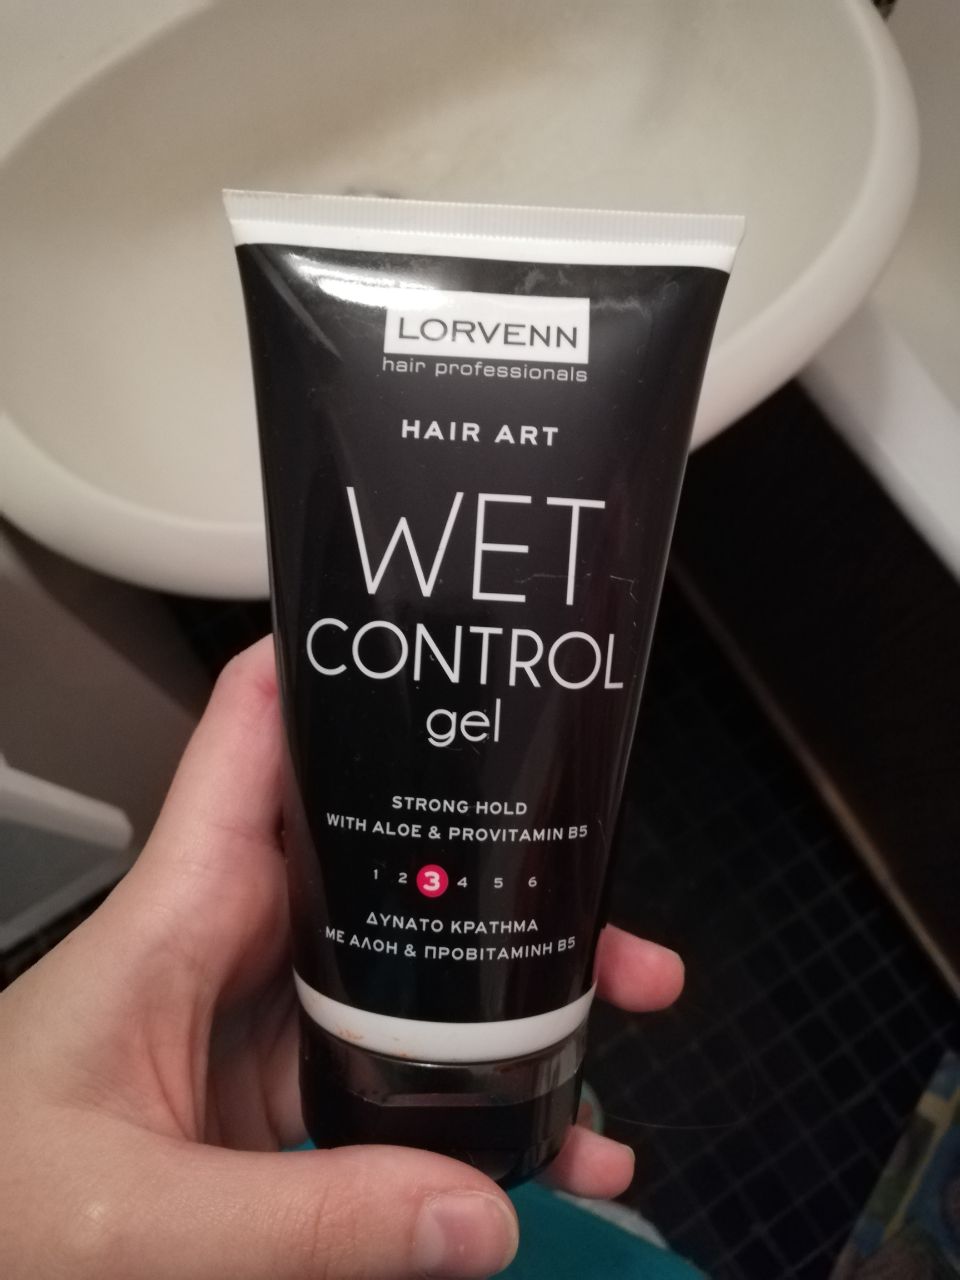 LORVENN
hair professionals
HAIR ART
WET
CONTROL
gel
STRONG HOLD
WITH ALOE & PROVITAMIN B5
1 2 3 4 5 6
ΔΥΝΑΤΟ ΚΡΑΤΗΜΑ
ΜΕ ΑΛΟΗ & ΠΡΟΒΙΤΑΜΙΝΗ Β5